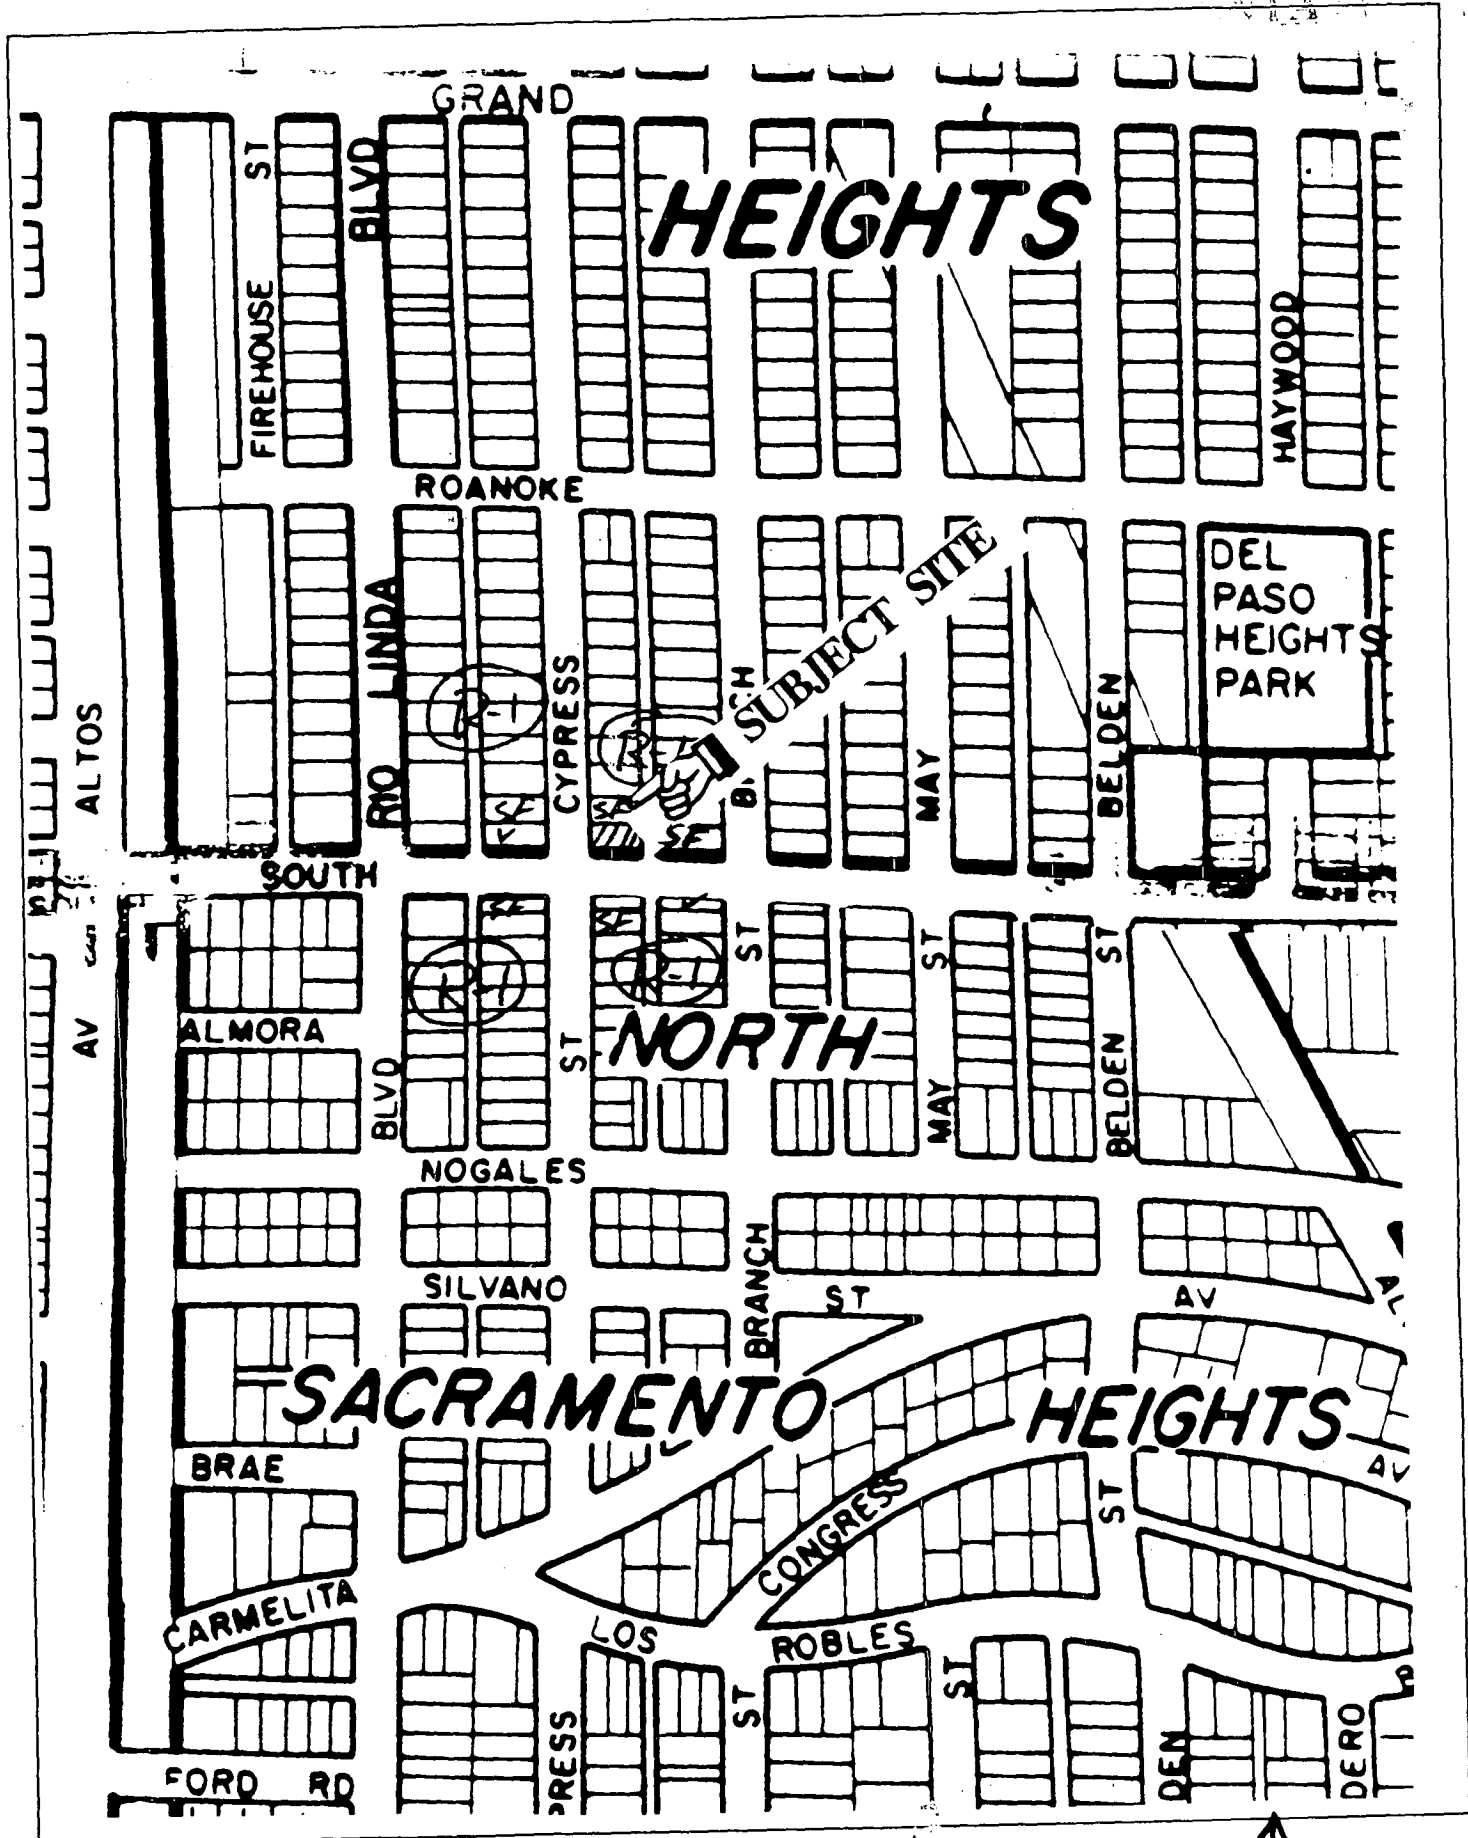 GRAND
ST
BLVD
HEIGHTS
FIREHOUSE
HAYWOOD
ROANOKE
SUBJECT SITE
DEL
PASO
HEIGHTS
PARK
LINDA
R-1
CYPRESS
ALTOS
RIO
MAY
BELDEN
SF
SF
SF
SOUTH
SF
SF
ST
ST
ST
R-1
R-1
AV
ALMORA
ST
NORTH
BLVD
MAY
BELDEN
NOGALES
BRANCH
SILVANO
ST
AV
SACRAMENTO
HEIGHTS
BRAE
AV
CONGRESS
ST
CARMELITA
LOS
ROBLES
ST
ST
PRESS
DEN
DERO
FORD RD